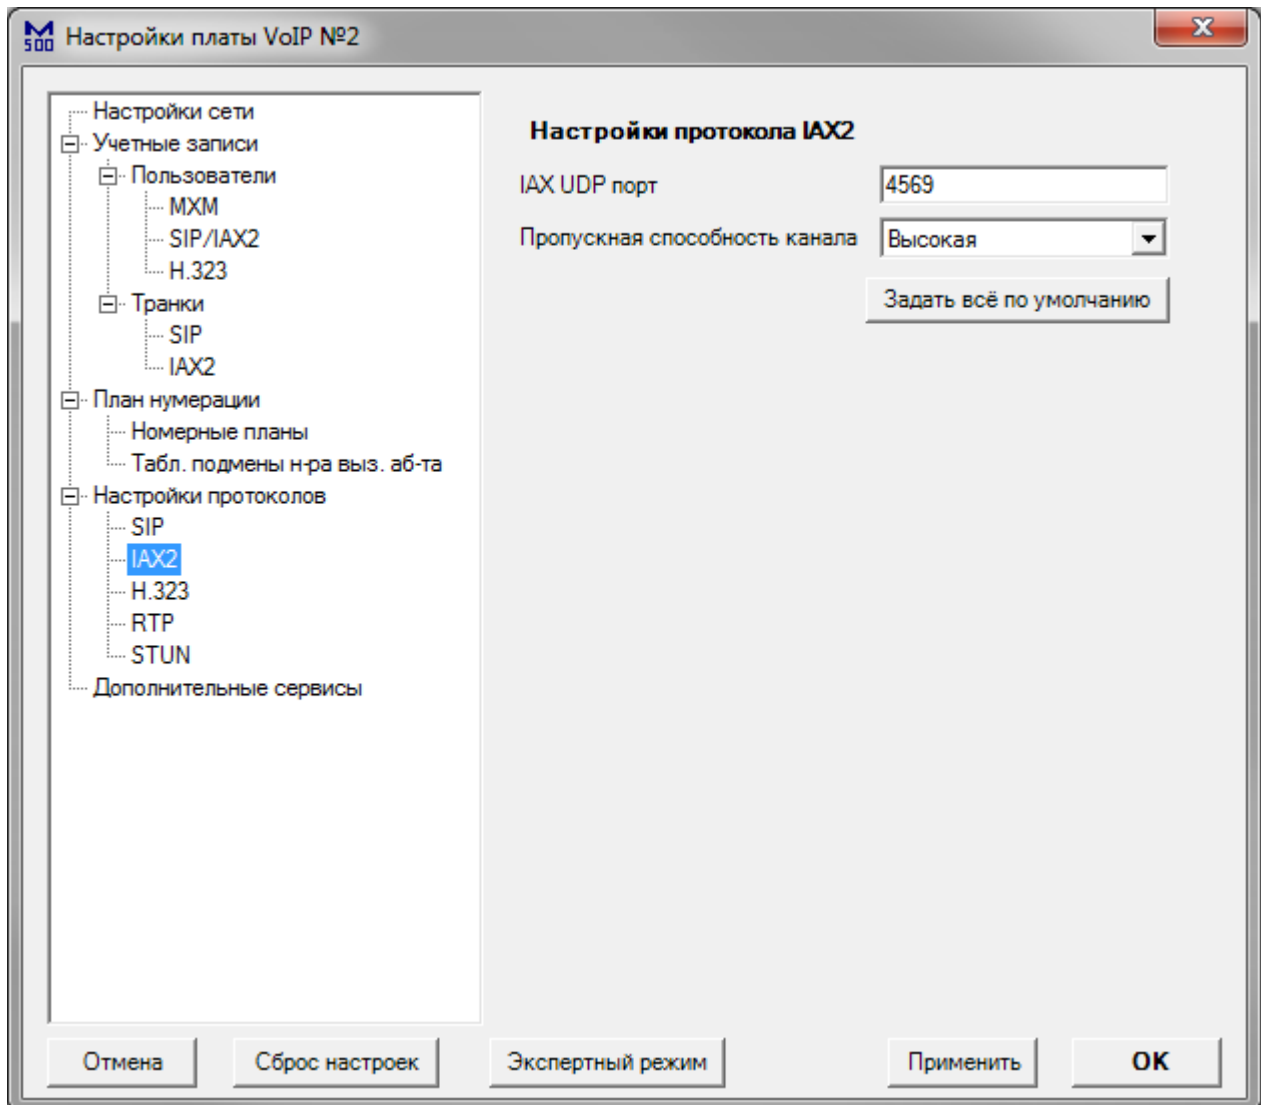 M
500
Настройки платы VoIP №2
X
Настройки сети
Учетные записи
Пользователи
MXM
SIP/IAX2
H.323
Транки
SIP
IAX2
План нумерации
Номерные планы
Табл. подмены н-ра выз. аб-та
Настройки протоколов
SIP
IAX2
H.323
RTP
STUN
Дополнительные сервисы
Настройки протокола IAX2
IAX UDP порт 4569
Пропускная способность канала Высокая
Задать всё по умолчанию
Отмена Сброс настроек Экспертный режим Применить OK